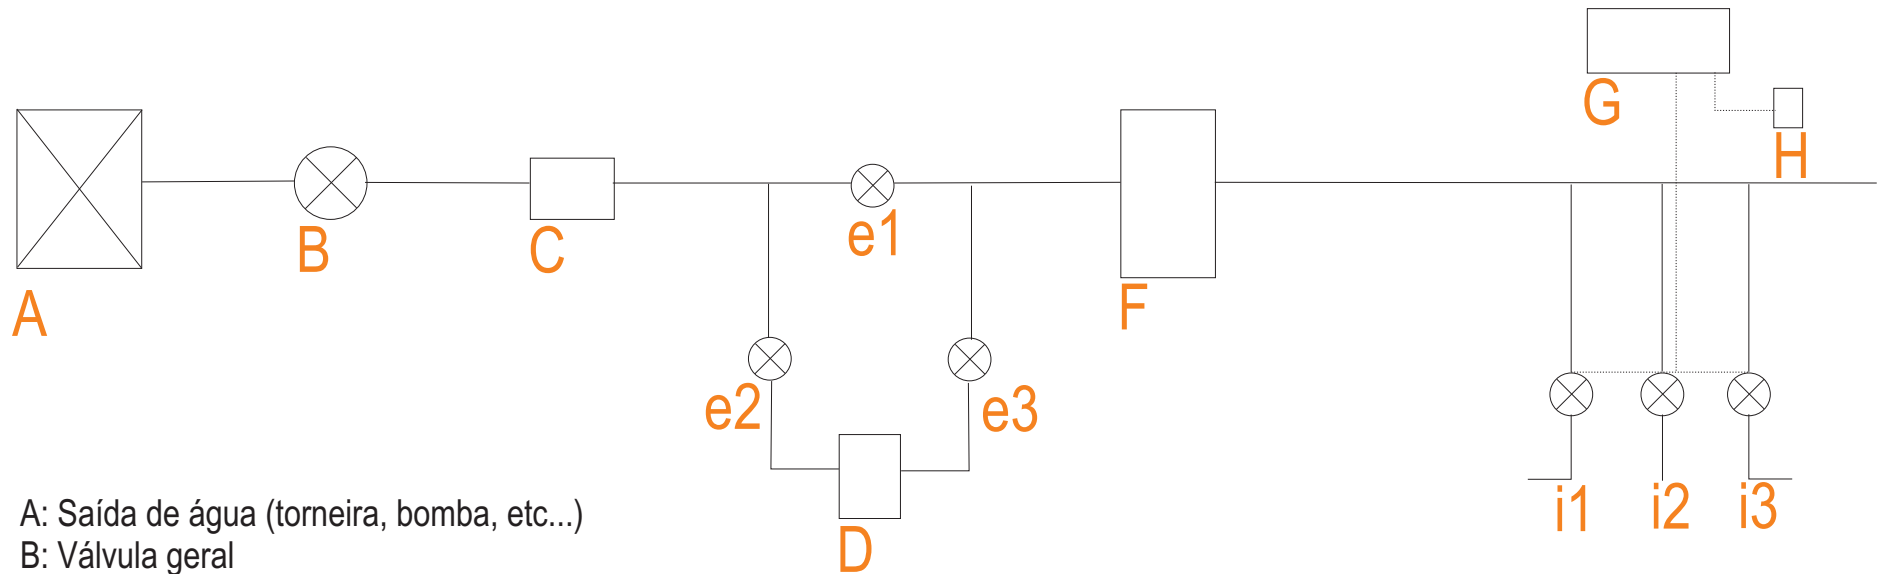 G
H
A
B
C
e1
F
e2
e3
D
i1
i2
i3
A: Saída de água (torneira, bomba, etc...)
B: Válvula geral